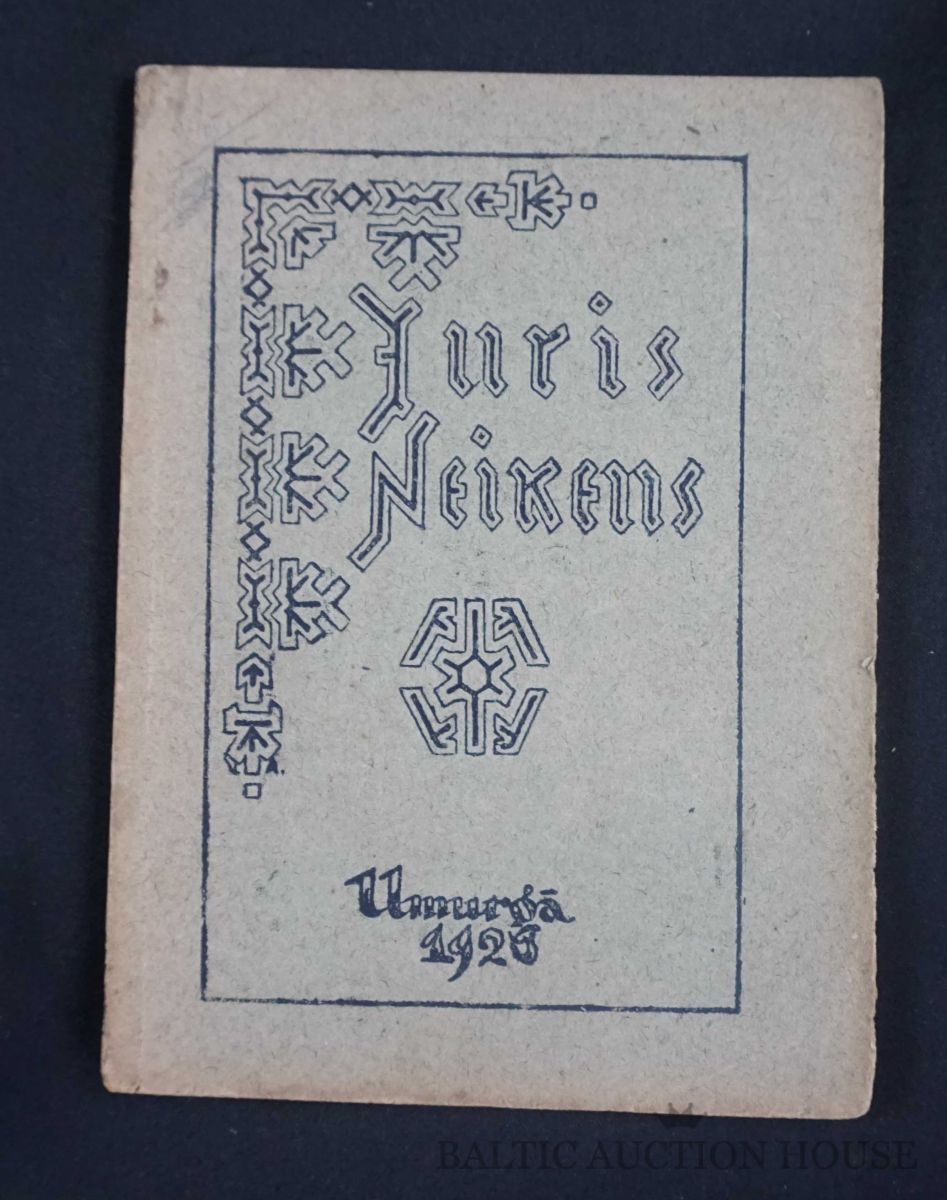 Juris
Neikens
Umurgā
1926
BALTIC AUCTION HOUSE